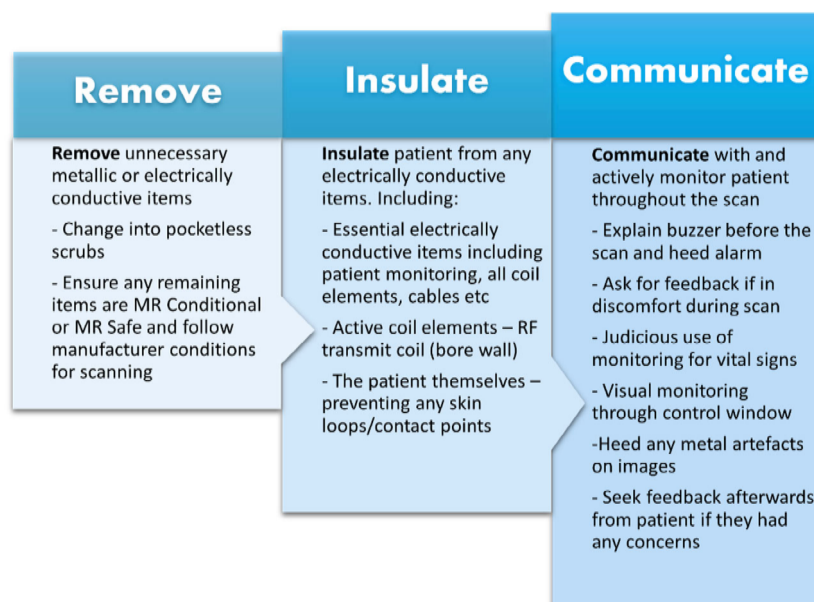 Remove
Remove unnecessary
metallic or electrically
conductive items
- Change into pocketless
scrubs
- Ensure any remaining
items are MR Conditional
or MR Safe and follow
manufacturer conditions
for scanning
Insulate
Insulate patient from any
electrically conductive
items. Including:
- Essential electrically
conductive items including
patient monitoring, all coil
elements, cables etc
- Active coil elements – RF
transmit coil (bore wall)
- The patient themselves –
preventing any skin
loops/contact points
Communicate
Communicate with and
actively monitor patient
throughout the scan
- Explain buzzer before the
scan and heed alarm
- Ask for feedback if in
discomfort during scan
- Judicious use of
monitoring for vital signs
- Visual monitoring
through control window
-Heed any metal artefacts
on images
- Seek feedback afterwards
from patient if they had
any concerns